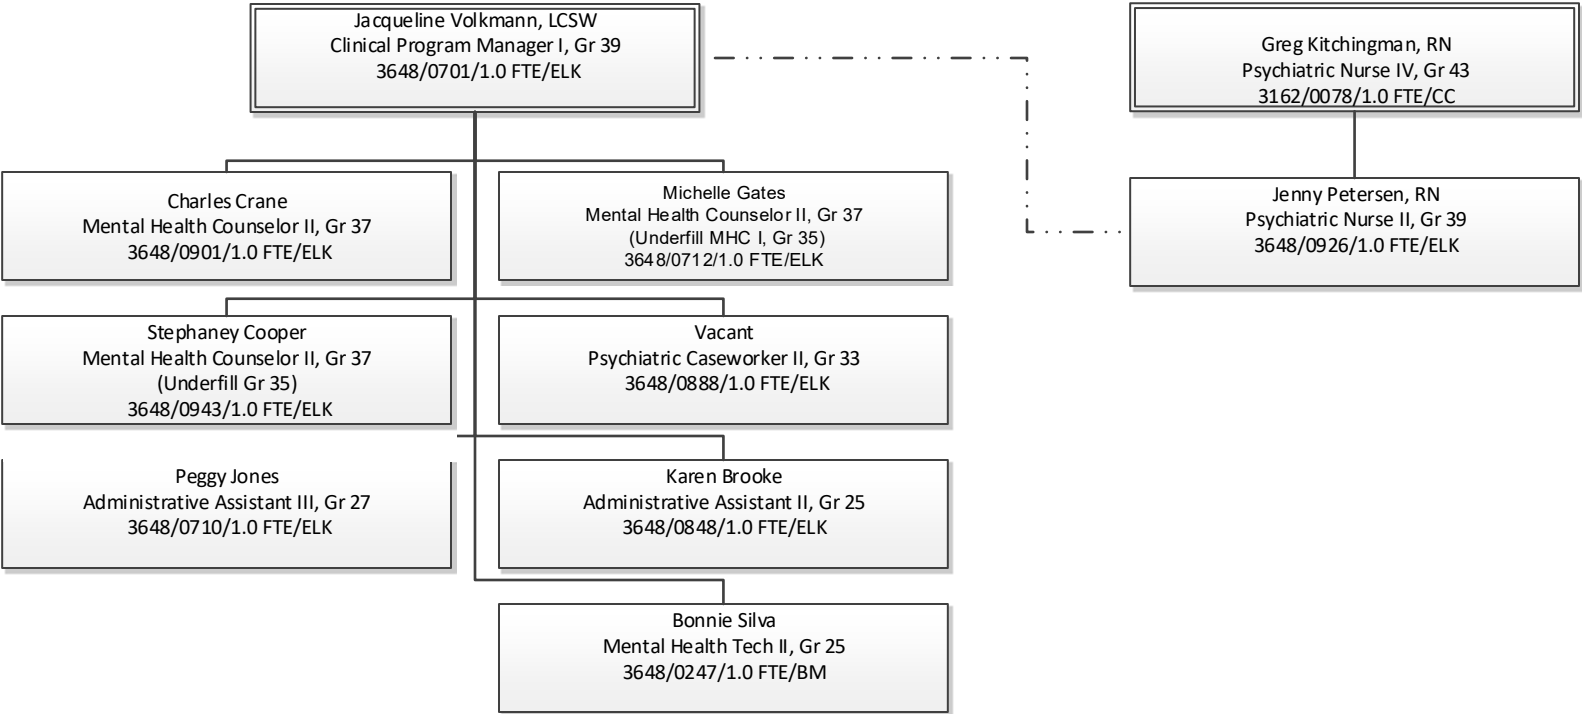 Jacqueline Volkmann, LCSW
Clinical Program Manager I, Gr 39
3648/0701/1.0 FTE/ELK
Greg Kitchingman, RN
Psychiatric Nurse IV, Gr 43
3162/0078/1.0 FTE/CC
Charles Crane
Mental Health Counselor II, Gr 37
3648/0901/1.0 FTE/ELK
Michelle Gates
Mental Health Counselor II, Gr 37
(Underfill MHC I, Gr 35)
3648/0712/1.0 FTE/ELK
Jenny Petersen, RN
Psychiatric Nurse II, Gr 39
3648/0926/1.0 FTE/ELK
Stephaney Cooper
Mental Health Counselor II, Gr 37
(Underfill Gr 35)
3648/0943/1.0 FTE/ELK
Vacant
Psychiatric Caseworker II, Gr 33
3648/0888/1.0 FTE/ELK
Peggy Jones
Administrative Assistant III, Gr 27
3648/0710/1.0 FTE/ELK
Karen Brooke
Administrative Assistant II, Gr 25
3648/0848/1.0 FTE/ELK
Bonnie Silva
Mental Health Tech II, Gr 25
3648/0247/1.0 FTE/BM